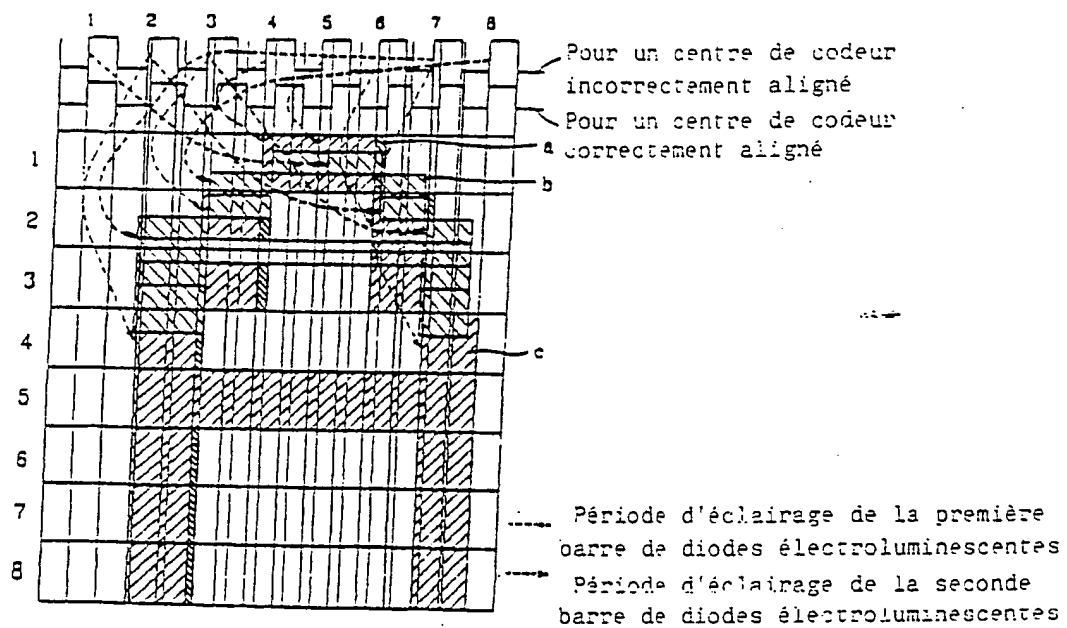 1 2 3 4 5 6 7 8
Pour un centre de codeur
incorrectement aligné
Pour un centre de codeur
correctement aligné
a
1
b
2
3
4
c
5
6
7
8
Période d'éclairage de la première
barre de diodes électroluminescentes
Période d'éclairage de la seconde
barre de diodes électroluminescentes